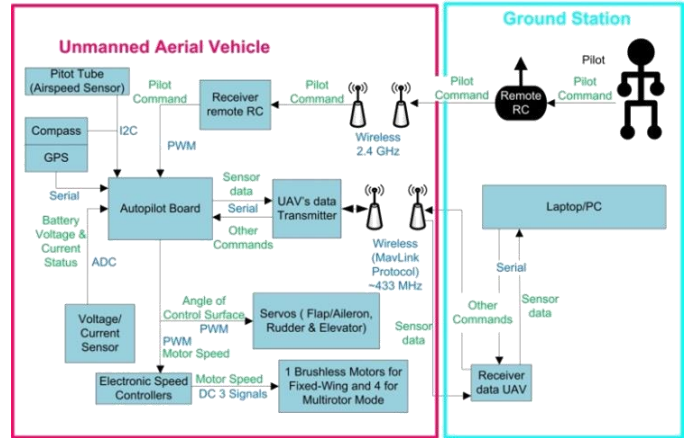 Ground Station
Unmanned Aerial Vehicle
Pitot Tube
(Airspeed Sensor)
Pilot
Command
Receiver
remote RC
Pilot
Command
Pilot
Command
Remote
RC
Pilot
Pilot
Command
Wireless
2.4 GHz
Compass
I2C
GPS
PWM
Serial
Autopilot Board
Sensor
data
Serial
Other
Commands
UAV's data
Transmitter
Wireless
(MavLink
Protocol)
~433 MHz
Laptop/PC
Serial
Battery
Voltage &
Current
Status
ADC
Voltage/
Current
Sensor
Angle of
Control Surface
PWM
Servos ( Flap/Aileron,
Rudder & Elevator)
PWM
Motor Speed
Electronic Speed
Controllers
Motor Speed
DC 3 Signals
1 Brushless Motors for
Fixed-Wing and 4 for
Multirotor Mode
Sensor
data
Other
Commands
Sensor
data
Receiver
data UAV